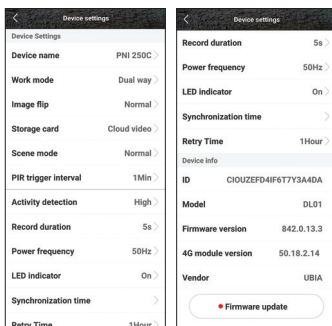 Device settings
Device Settings
Device name PNI 250C
Work mode Dual way
Image flip Normal
Storage card Cloud video
Scene mode Normal
PIR trigger interval 1Min
Activity detection High
Record duration 5s
Power frequency 50Hz
LED indicator On
Synchronization time
Retry Time 1Hour
Device settings
Record duration 5s
Power frequency 50Hz
LED indicator On
Synchronization time
Retry Time 1Hour
Device info
ID CIOUZEFD4IF6T7Y3A4DA
Model DL01
Firmware version 842.0.13.3
4G module version 50.18.2.14
Vendor UBIA
Firmware update